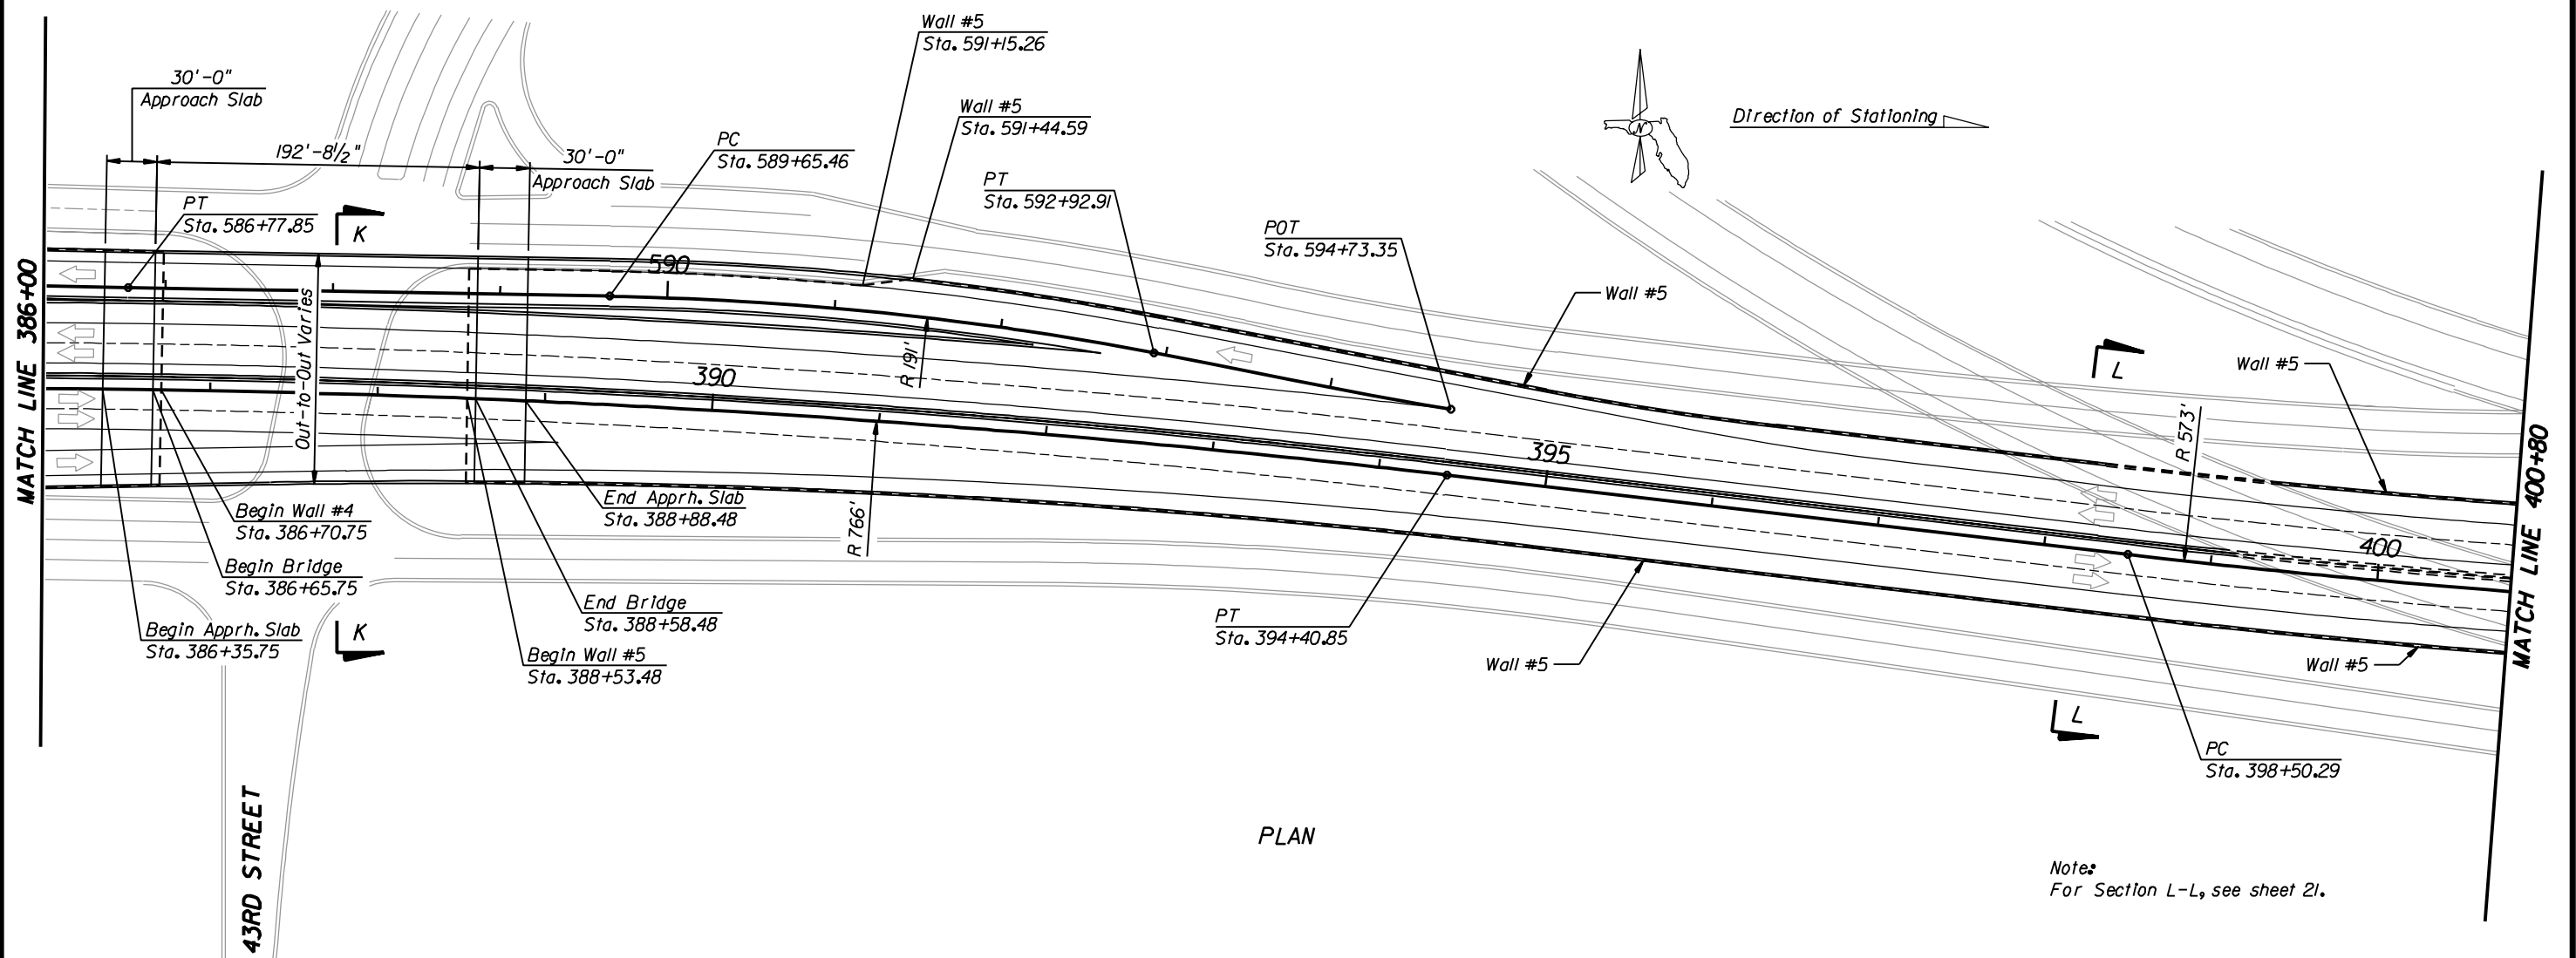 Wall #5
Sta. 591+15.26
30'-0"
Approach Slab
Wall #5
Sta. 591+44.59
Direction of Stationing
N
192'-8½"
30'-0"
Approach Slab
PC
Sta. 589+65.46
PT
Sta. 592+92.91
PT
Sta. 586+77.85
K
POT
Sta. 594+73.35
590
MATCH LINE 386+00
Out-to-Out Varies
Wall #5
R 191'
390
L
Wall #5
R 573'
395
400
MATCH LINE 400+80
Begin Wall #4
Sta. 386+70.75
End Apprh. Slab
Sta. 388+88.48
R 766'
Begin Bridge
Sta. 386+65.75
End Bridge
Sta. 388+58.48
Begin Apprh. Slab
Sta. 386+35.75
K
Begin Wall #5
Sta. 388+53.48
PT
Sta. 394+40.85
Wall #5
Wall #5
L
PC
Sta. 398+50.29
43RD STREET
PLAN
Note:
For Section L-L, see sheet 21.